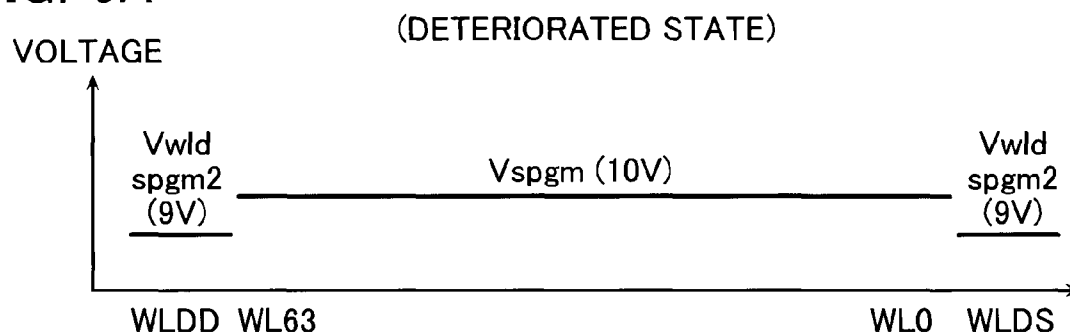 (DETERIORATED STATE)
VOLTAGE
Vwld
spgm2
(9V)
Vspgm (10V)
Vwld
spgm2
(9V)
WLDD WL63 WL0 WLDS